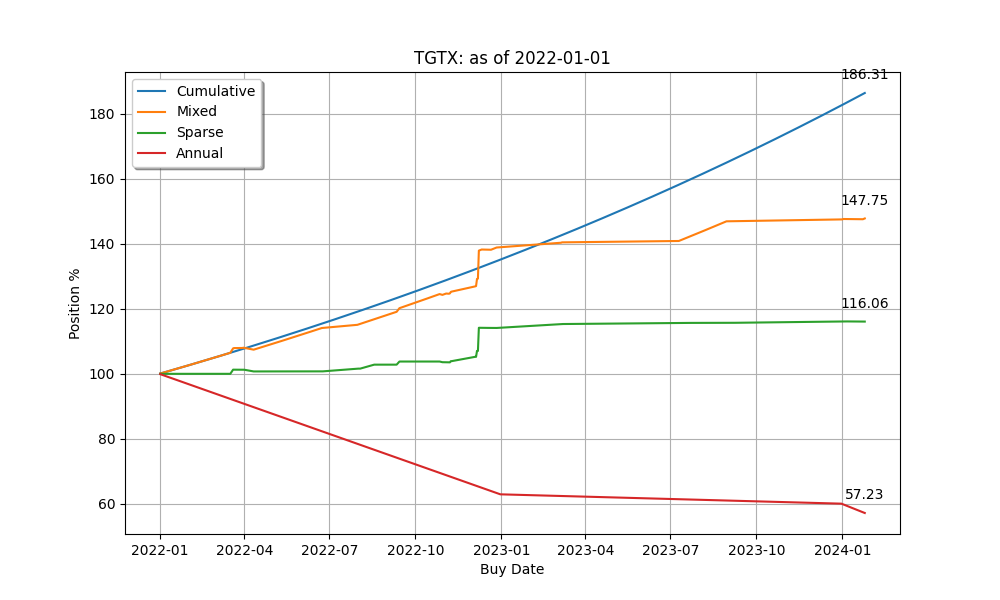 TGTX: as of 2022-01-01
Cumulative
Mixed
Sparse
Annual
186.31
147.75
116.06
57.23
Position %
180
160
140
120
100
80
60
2022-01 2022-04 2022-07 2022-10 2023-01 2023-04 2023-07 2023-10 2024-01
Buy Date